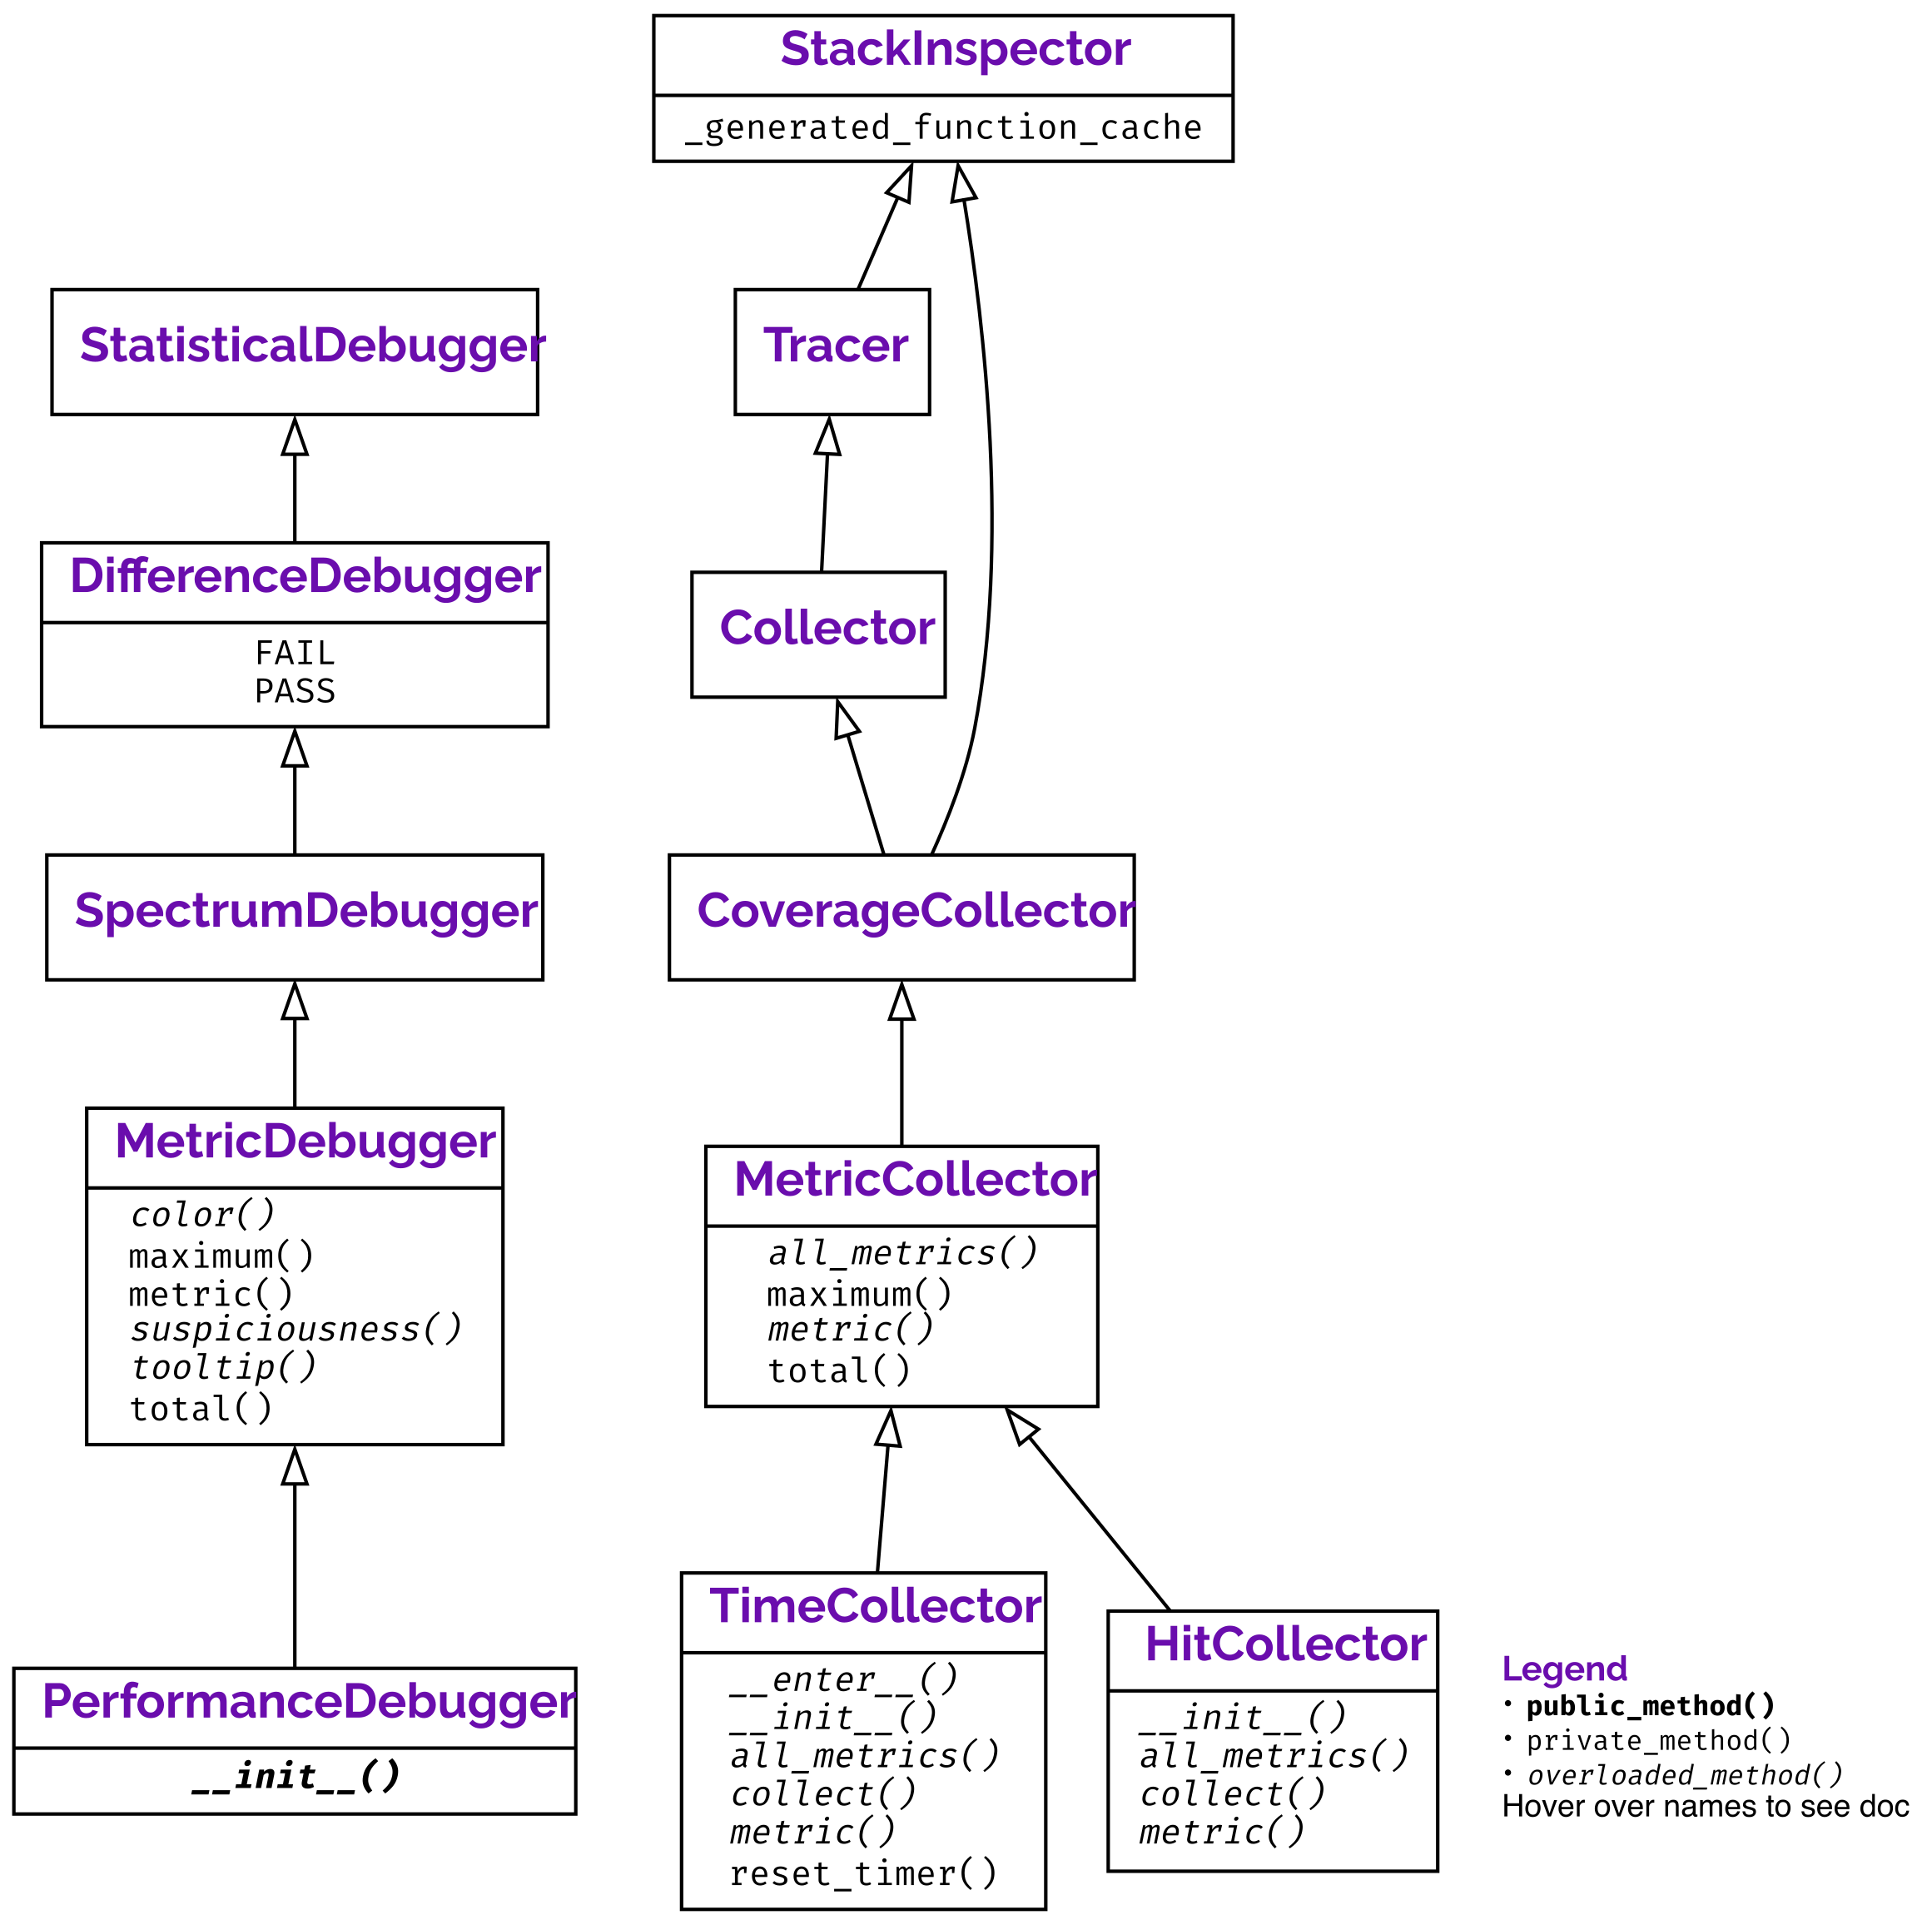 StackInspector
_generated_function_cache
StatisticalDebugger
Tracer
DifferenceDebugger
FAIL
PASS
Collector
SpectrumDebugger
CoverageCollector
MetricDebugger
color()
maximum()
metric()
suspiciousness()
tooltip()
total()
MetricCollector
all_metrics()
maximum()
metric()
total()
PerformanceDebugger
__init__()
TimeCollector
__enter__()
__init__()
all_metrics()
collect()
metric()
reset_timer()
HitCollector
__init__()
all_metrics()
collect()
metric()
Legend
• public_method()
• private_method()
• overloaded_method()
Hover over names to see doc